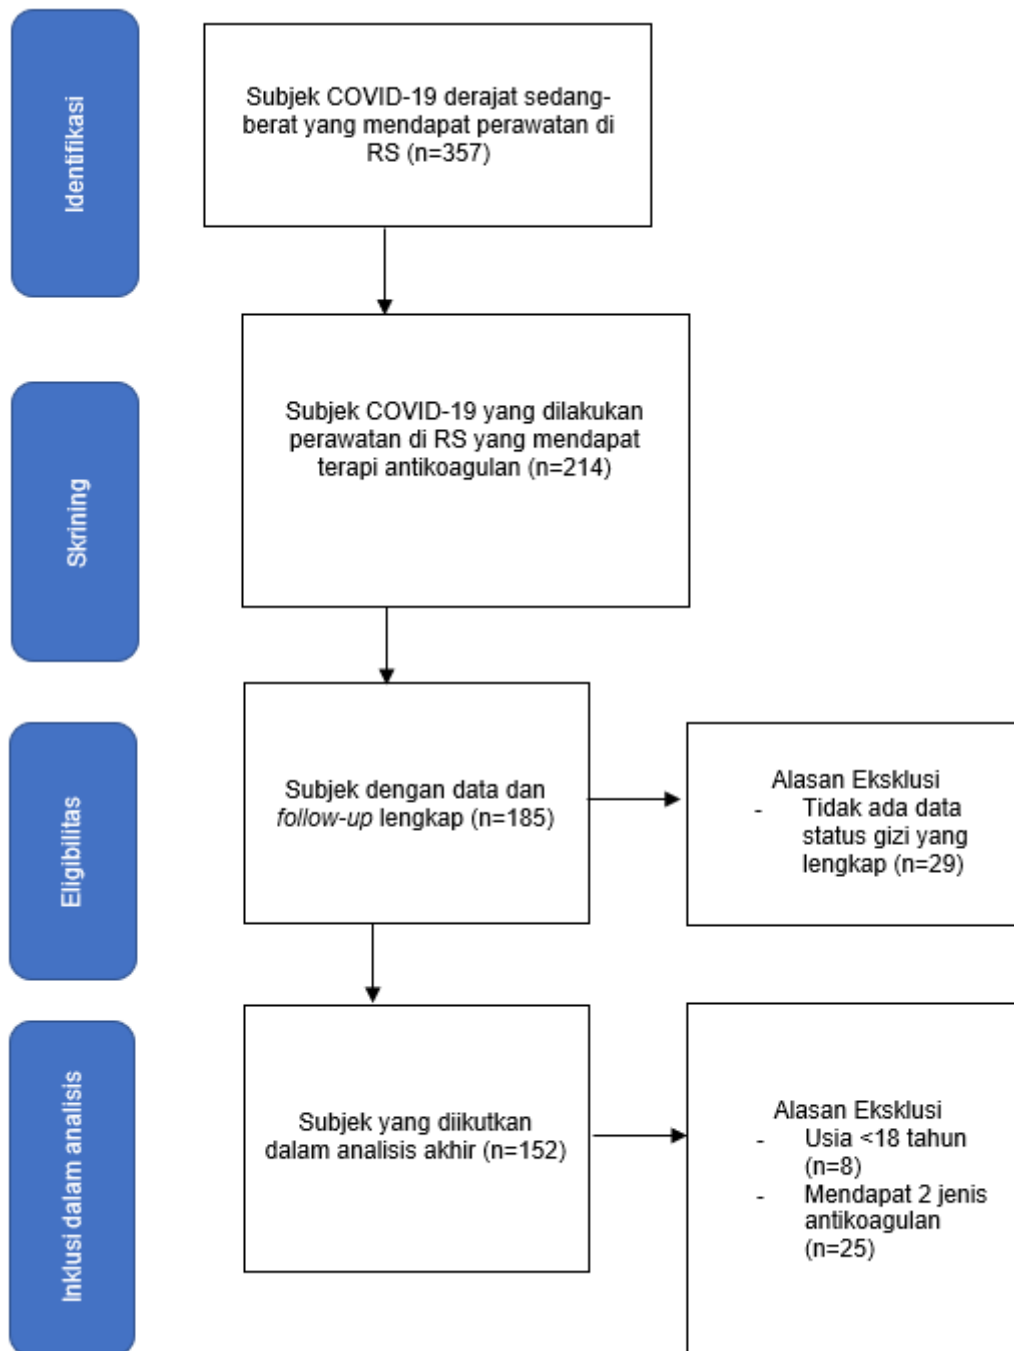 Identifikasi
Subjek COVID-19 derajat sedang-
berat yang mendapat perawatan di
RS (n=357)
Skrining
Subjek COVID-19 yang dilakukan
perawatan di RS yang mendapat
terapi antikoagulan (n=214)
Eligibilitas
Subjek dengan data dan
follow-up lengkap (n=185)
Alasan Eksklusi
- Tidak ada data
status gizi yang
lengkap (n=29)
Inklusi dalam analisis
Subjek yang diikutkan
dalam analisis akhir (n=152)
Alasan Eksklusi
- Usia <18 tahun
(n=8)
- Mendapat 2 jenis
antikoagulan
(n=25)